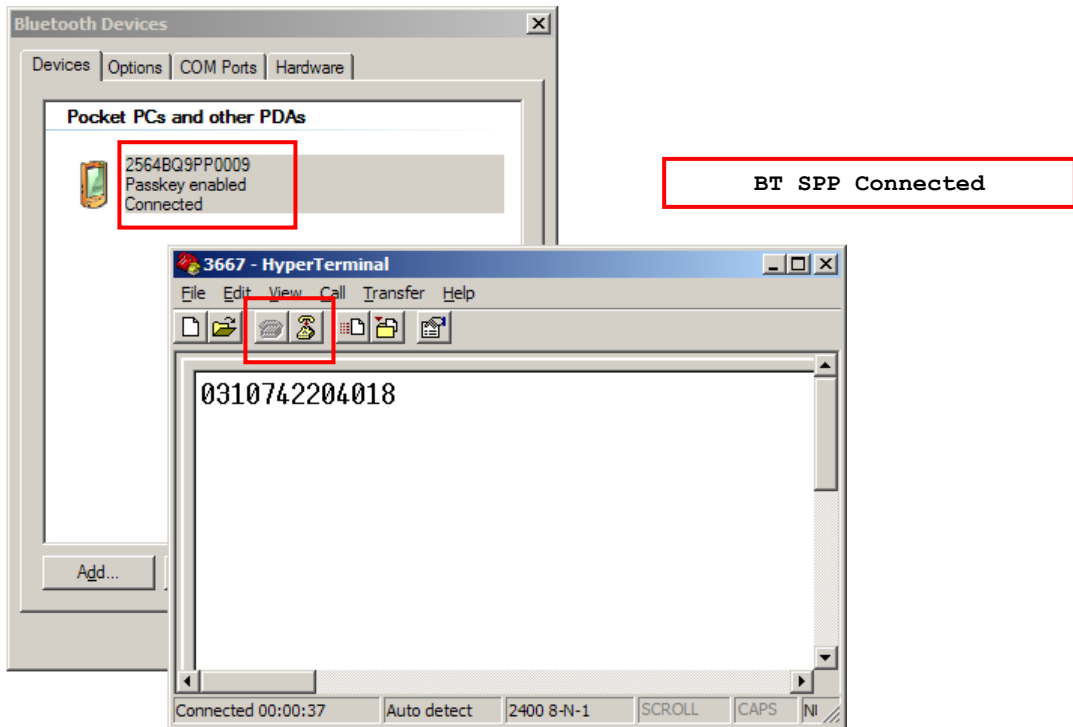 Bluetooth Devices
Devices Options COM Ports Hardware
Pocket PCs and other PDAs
2564BQ9PP0009
Passkey enabled
Connected
BT SPP Connected
3667 - HyperTerminal
File Edit View Call Transfer Help
0310742204018
Add...
Connected 00:00:37 Auto detect 2400 8-N-1 SCROLL CAPS